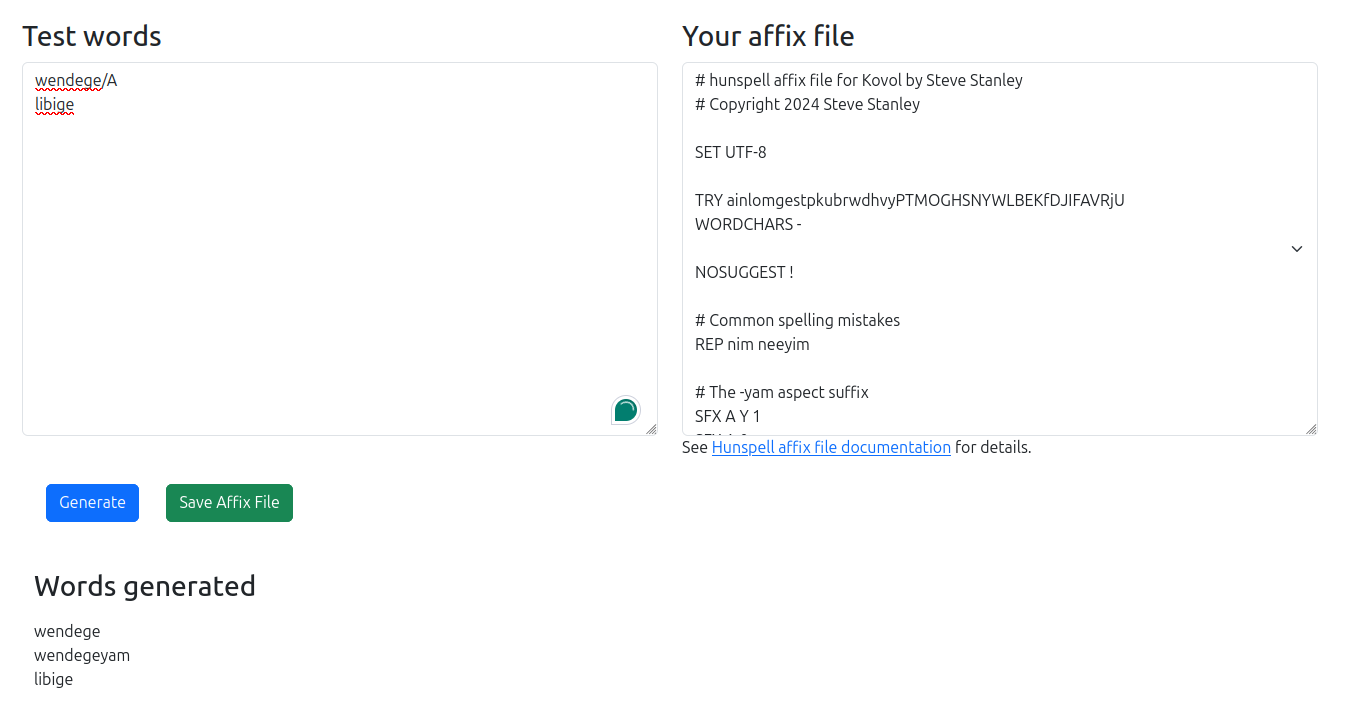 Test words
wendege/A
libige
Your affix file
# hunspell affix file for Kovol by Steve Stanley
# Copyright 2024 Steve Stanley
SET UTF-8
TRY ainlomgestpkubrwdhvyPTMOGHSNYWLBEKfDJIFAVRjU
WORDCHARS -
NOSUGGEST !
# Common spelling mistakes
REP nim neeyim
# The -yam aspect suffix
SFX A Y 1
See Hunspell affix file documentation for details.
Generate
Save Affix File
Words generated
wendege
wendegeyam
libige